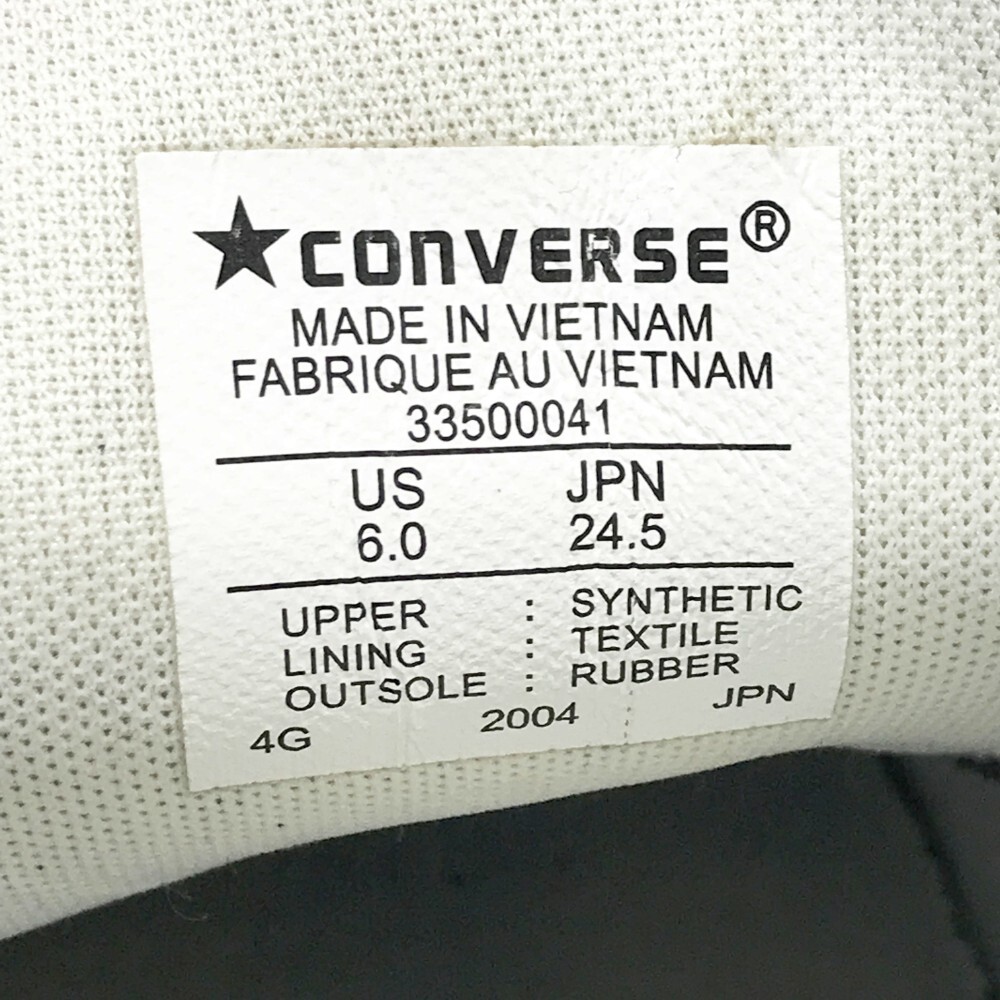 ★CONVERSE®
MADE IN VIETNAM
FABRIQUE AU VIETNAM
33500041
US JPN
6.0 24.5
UPPER : SYNTHETIC
LINING : TEXTILE
OUTSOLE : RUBBER
4G 2004 JPN